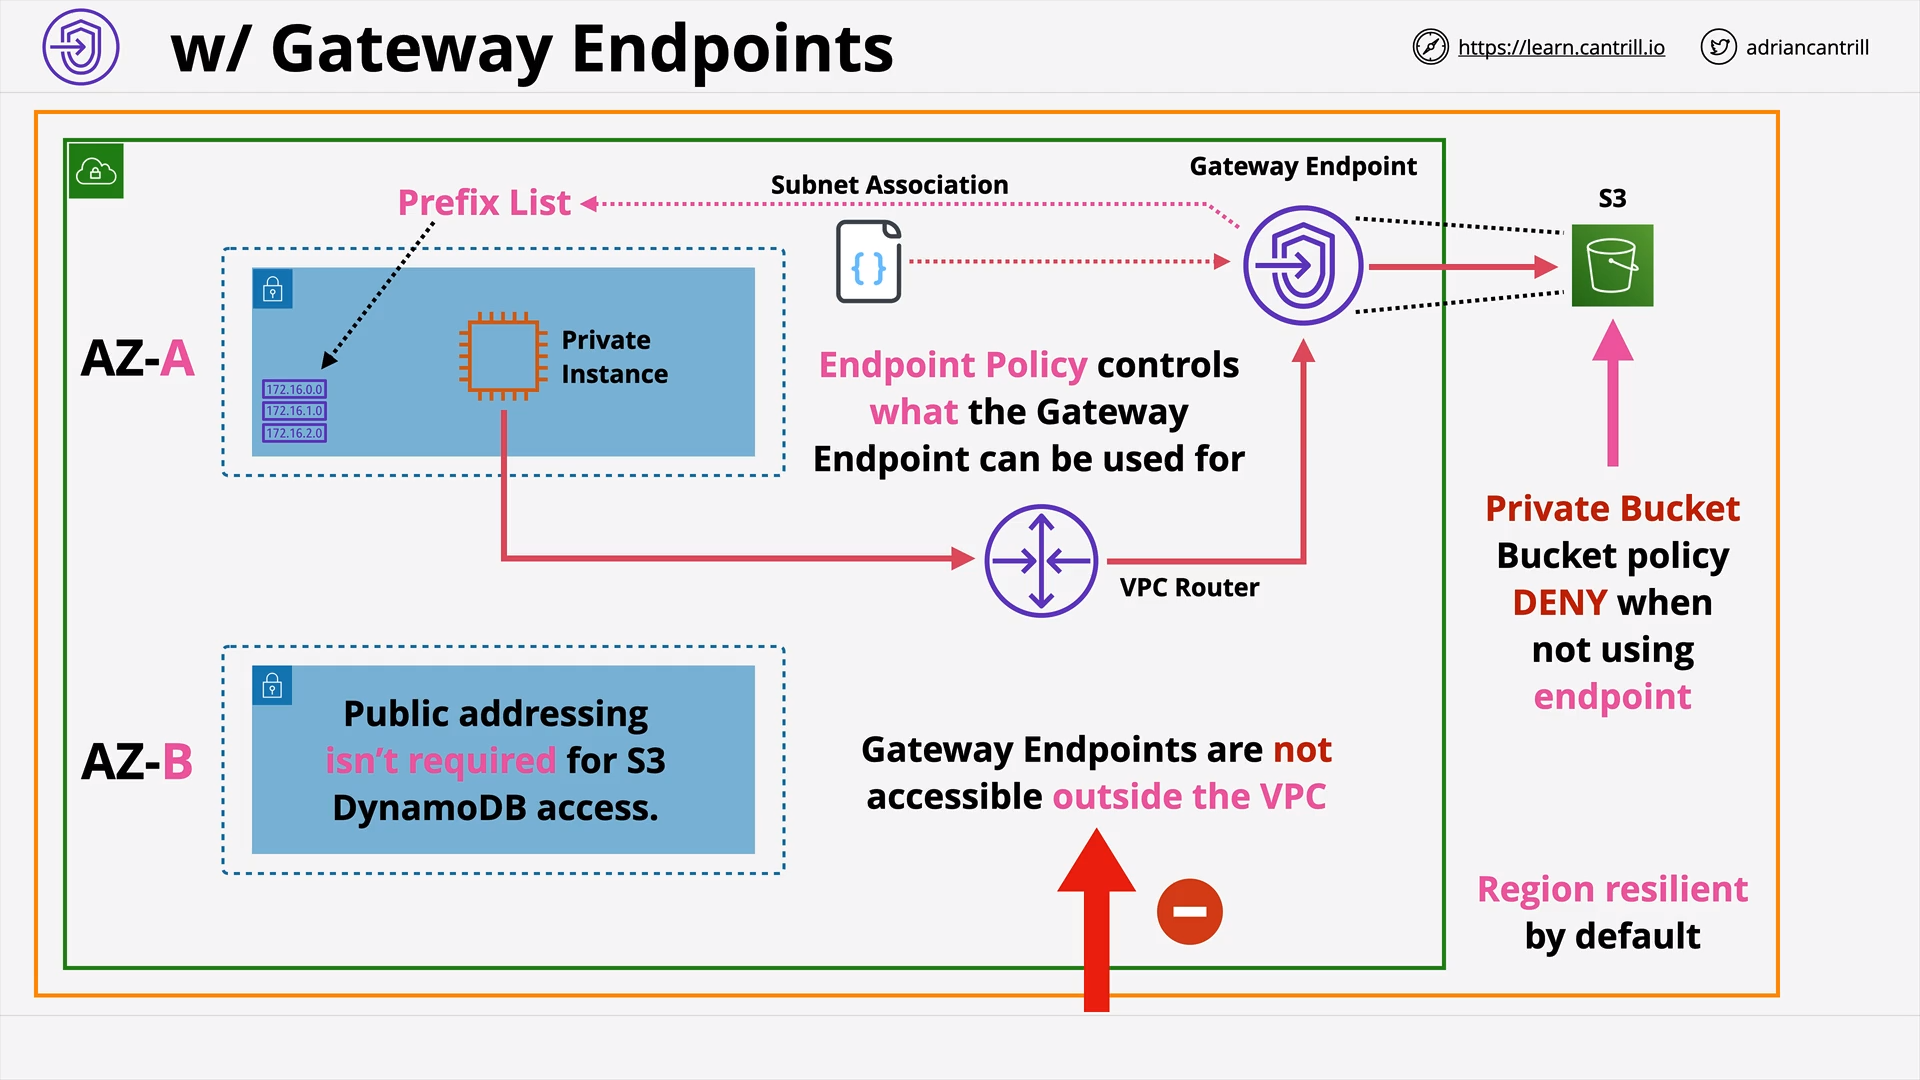 w/ Gateway Endpoints
https://learn.cantrill.io
adriancantrill
Gateway Endpoint
Subnet Association
Prefix List
S3
{ }
AZ-A
Private
Instance
172.16.0.0
172.16.1.0
172.16.2.0
Endpoint Policy controls
what the Gateway
Endpoint can be used for
VPC Router
Private Bucket
Bucket policy
DENY when
not using
endpoint
AZ-B
Public addressing
isn’t required for S3
DynamoDB access.
Gateway Endpoints are not
accessible outside the VPC
Region resilient
by default